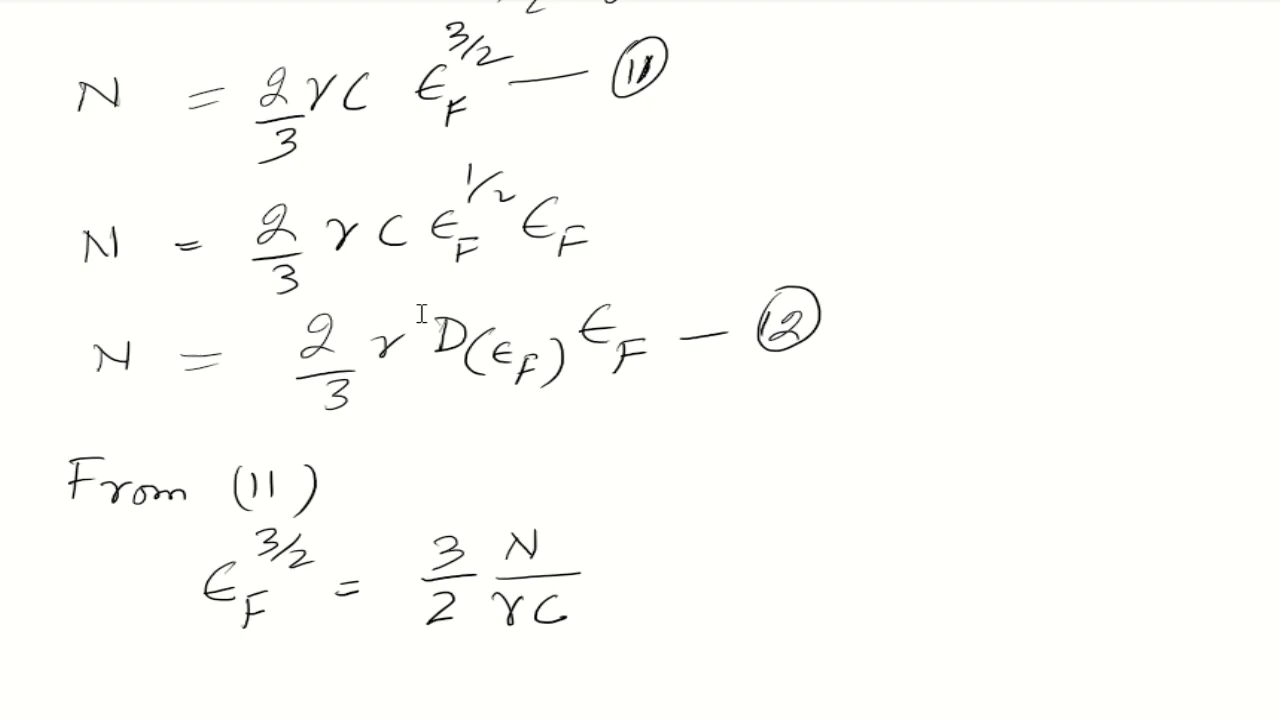 N = 2/3 γ C ϵ_F^{3/2} — (11)
N = 2/3 γ C ϵ_F^{1/2} ϵ_F
N = 2/3 γ D(ϵ_F) ϵ_F — (12)
From (11)
ϵ_F^{3/2} = 3/2 N/γC